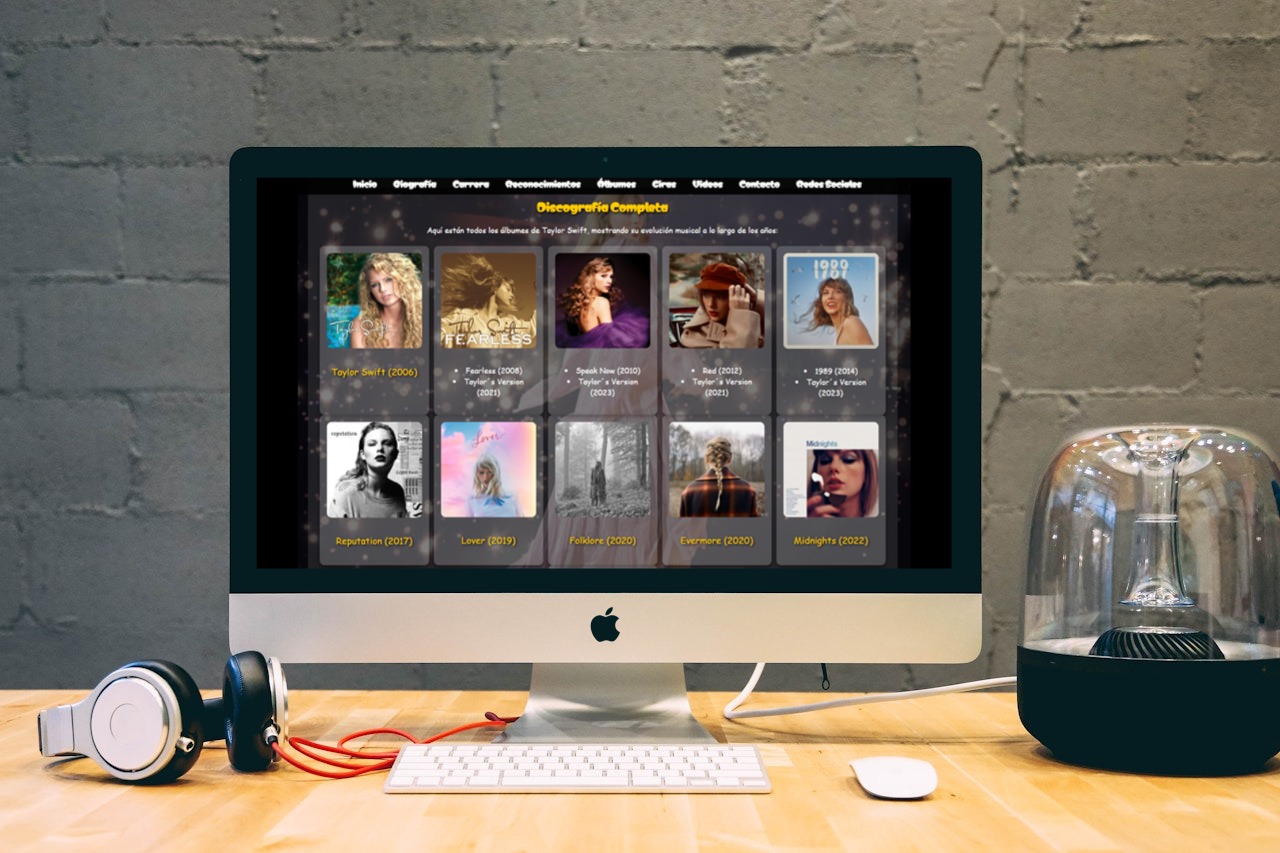 Inicio Biografía Carrera Reconocimientos Álbumes Giras Videos Contacto Redes Sociales
Discografía Completa
Aquí están todos los álbumes de Taylor Swift, mostrando su evolución musical a lo largo de los años:
Taylor Swift
Taylor Swift
FEARLESS
1989
Taylor Swift (2006)
Fearless (2008)
Taylor´s Version
(2021)
Speak Now (2010)
Taylor´s Version
(2023)
Red (2012)
Taylor´s Version
(2021)
1989 (2014)
Taylor´s Version
(2023)
reputation
Lover
Midnights
Reputation (2017)
Lover (2019)
Folklore (2020)
Evermore (2020)
Midnights (2022)